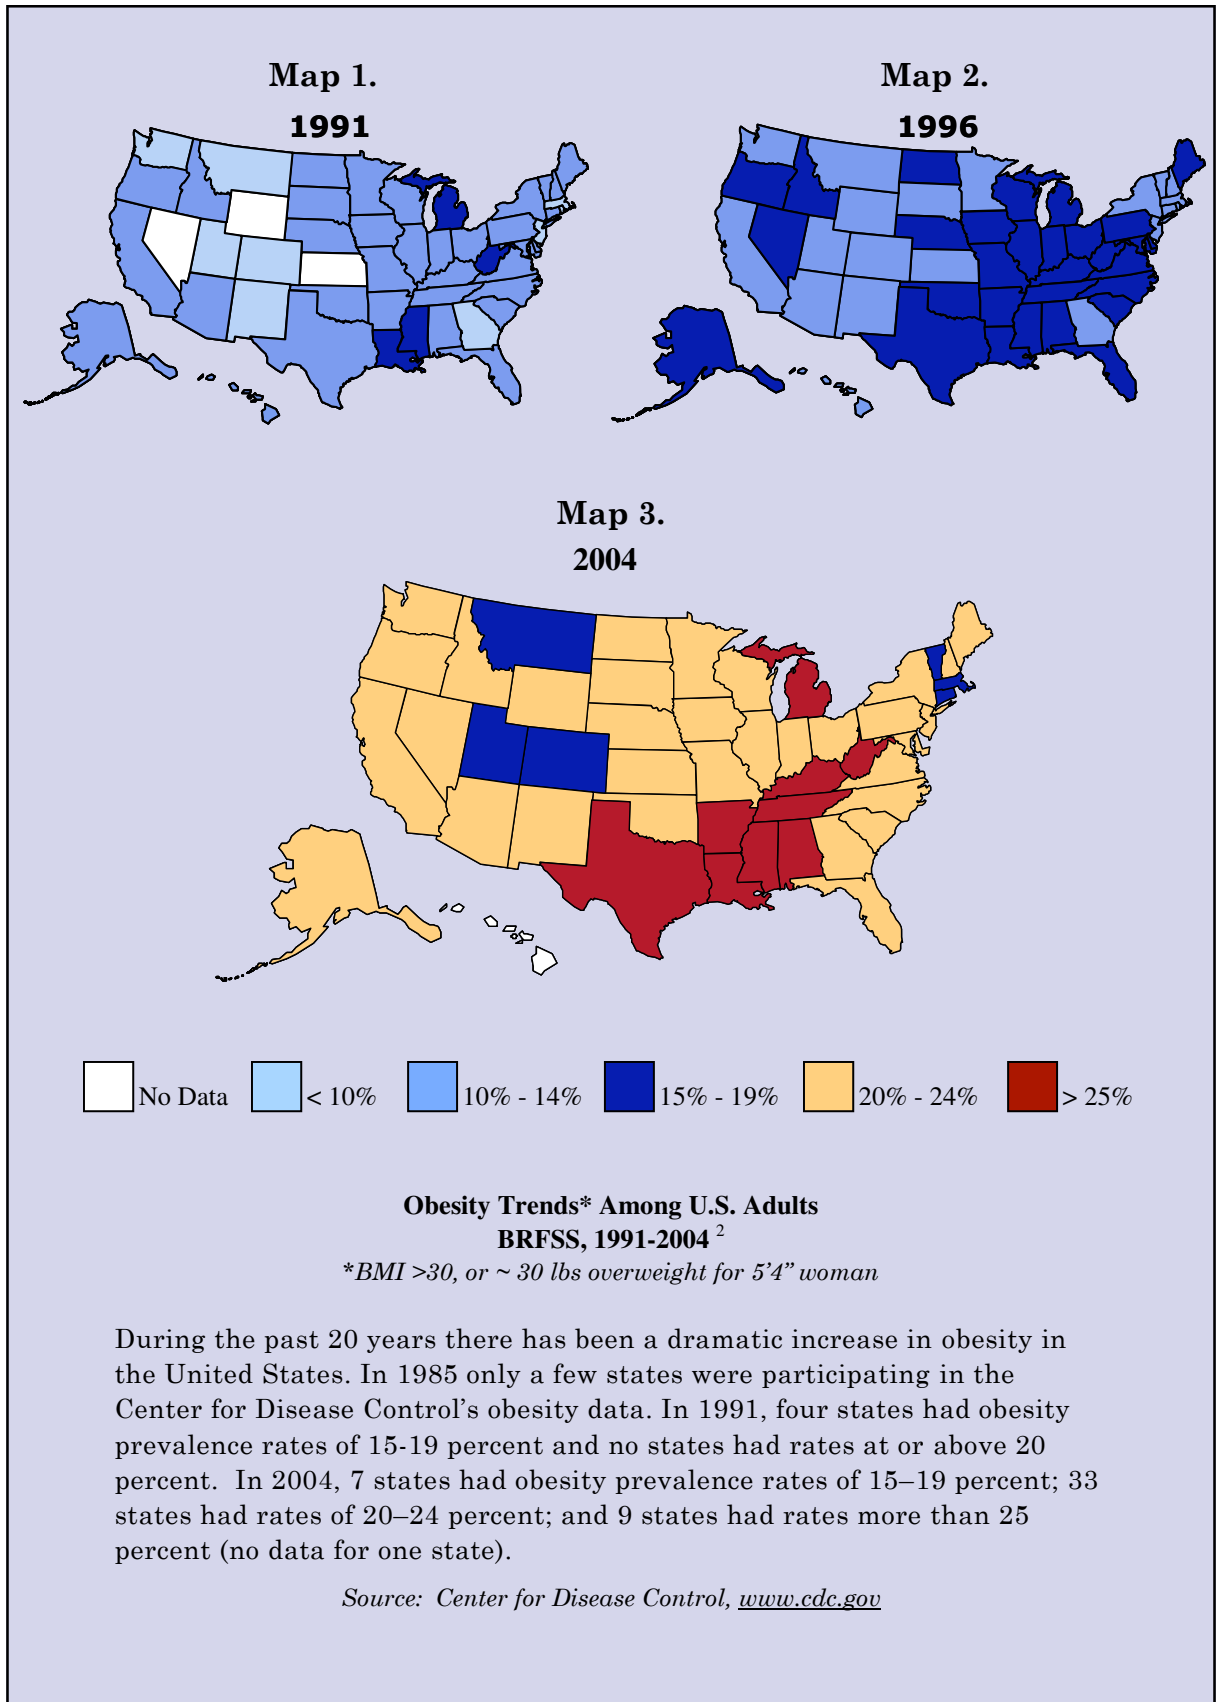 Map 1.
1991
Map 2.
1996
Map 3.
2004
No Data
< 10%
10% - 14%
15% - 19%
20% - 24%
> 25%
Obesity Trends* Among U.S. Adults
BRFSS, 1991-2004 2
*BMI >30, or ~ 30 lbs overweight for 5’4” woman
During the past 20 years there has been a dramatic increase in obesity in
the United States. In 1985 only a few states were participating in the
Center for Disease Control’s obesity data. In 1991, four states had obesity
prevalence rates of 15-19 percent and no states had rates at or above 20
percent.  In 2004, 7 states had obesity prevalence rates of 15–19 percent; 33
states had rates of 20–24 percent; and 9 states had rates more than 25
percent (no data for one state).
Source:  Center for Disease Control, www.cdc.gov